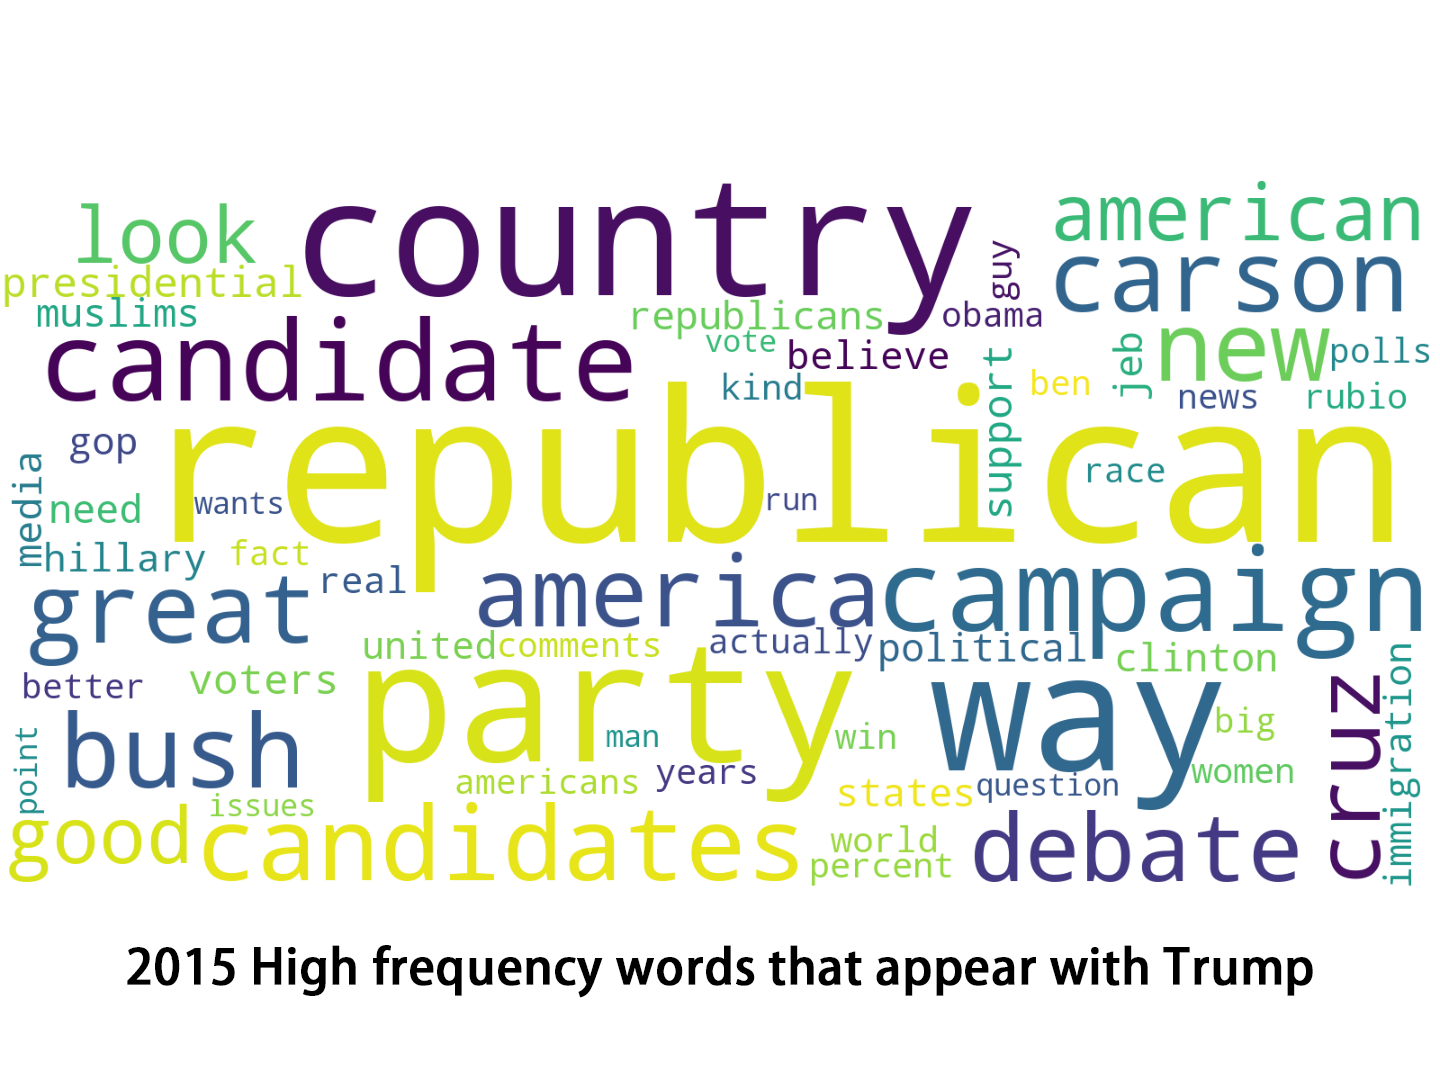 look
country
american
presidential
guy
carson
muslims
republicans
obama
candidate
vote
believe
support
jeb
new
polls
kind
ben
news
rubio
republican
gop
media
need
wants
run
race
hillary
fact
great
real
america
campaign
united
comments
actually
political
clinton
better
voters
party
way
cruz
immigration
bush
man
win
big
point
americans
years
states
question
women
issues
good
candidates
world
percent
debate
2015 High frequency words that appear with Trump